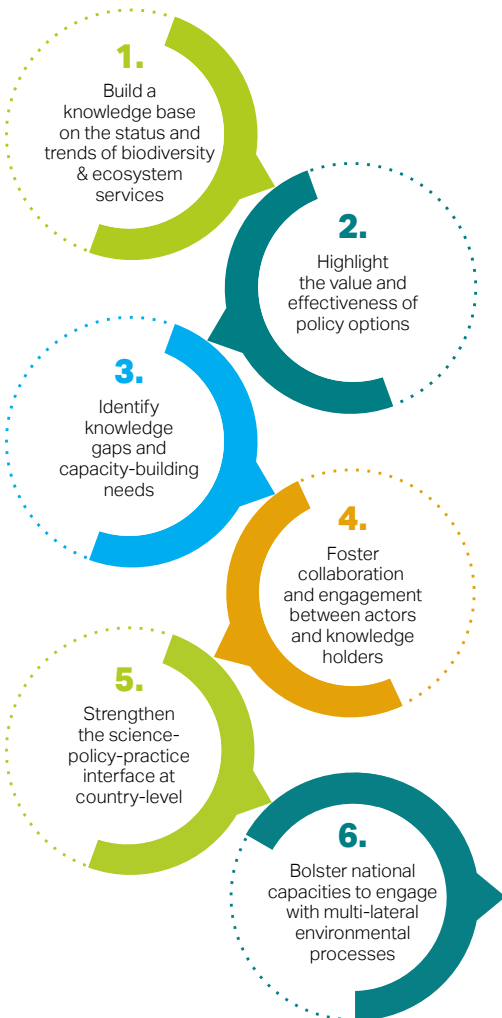 1.
Build a
knowledge base
on the status and
trends of biodiversity
& ecosystem
services
2.
Highlight
the value and
effectiveness of
policy options
3.
Identify
knowledge
gaps and
capacity-building
needs
4.
Foster
collaboration
and engagement
between actors
and knowledge
holders
5.
Strengthen
the science-
policy-practice
interface at
country-level
6.
Bolster national
capacities to engage
with multi-lateral
environmental
processes